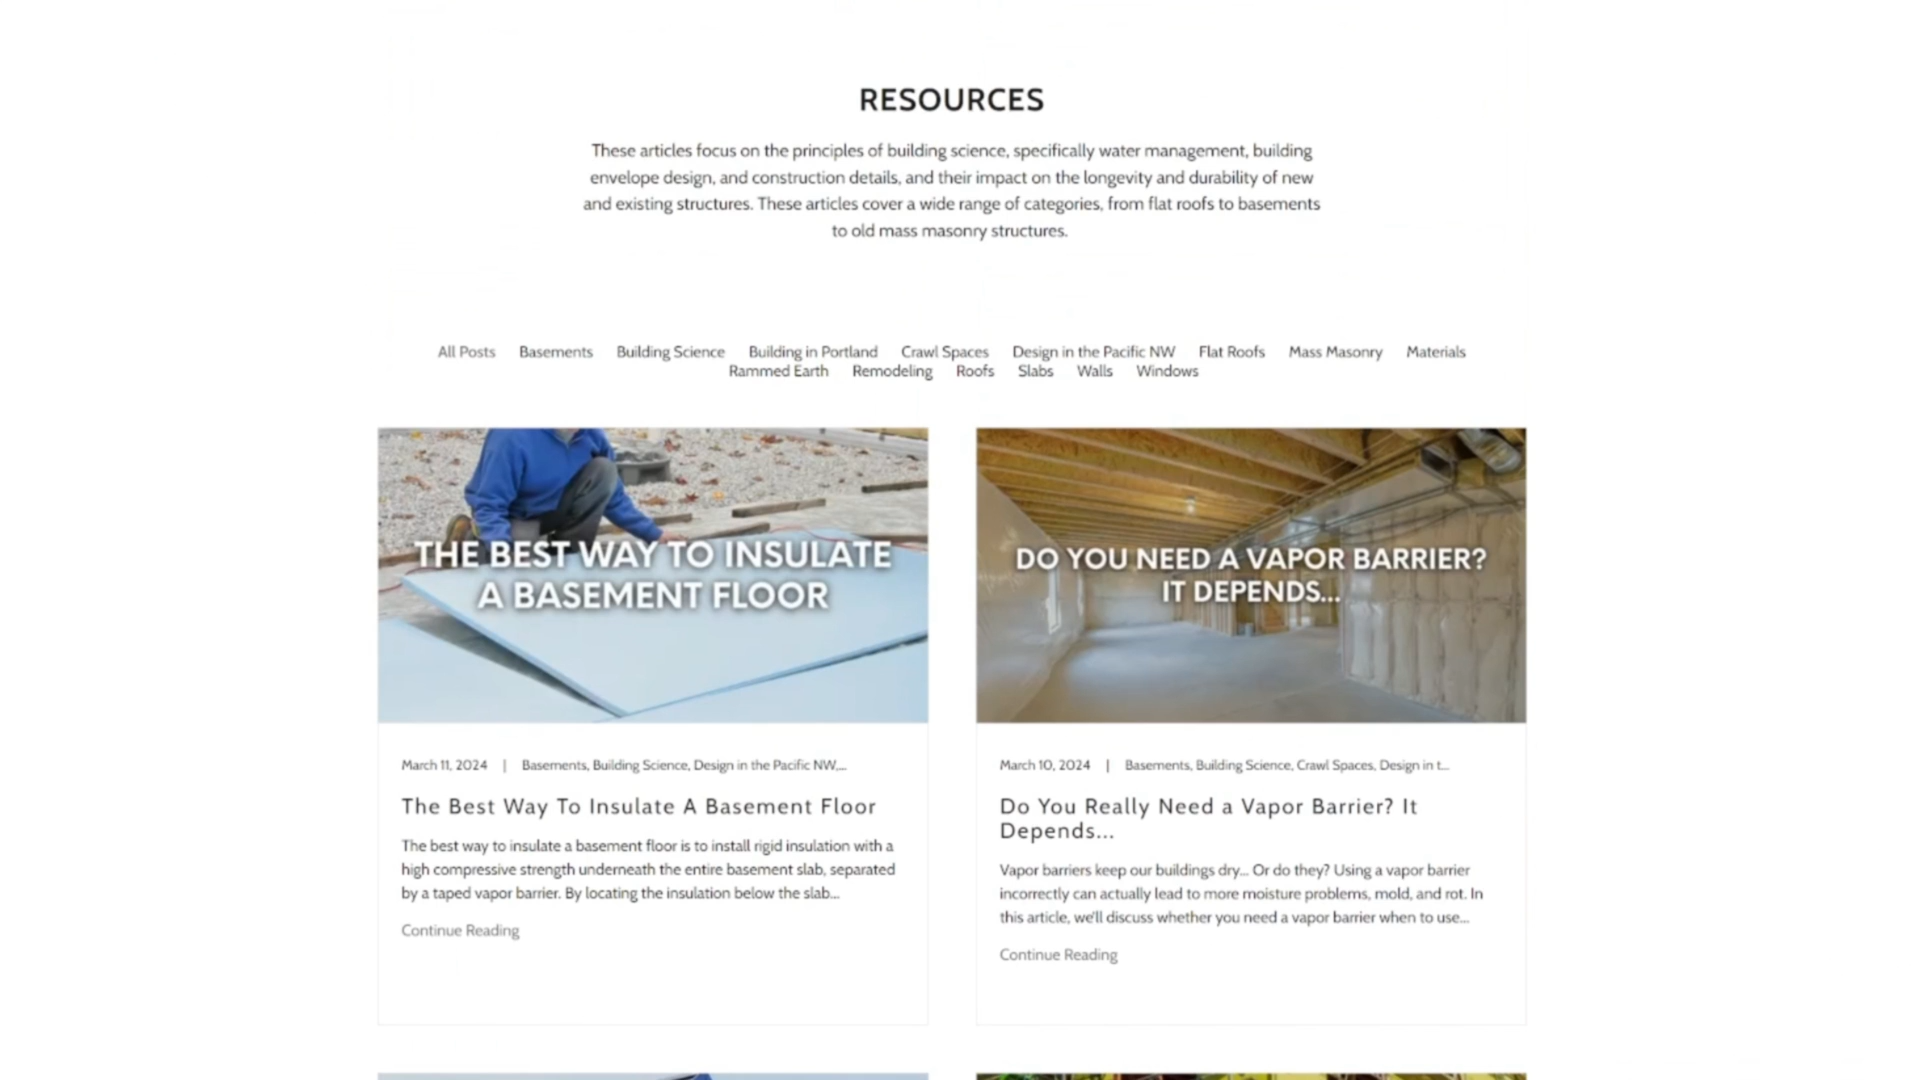 RESOURCES
These articles focus on the principles of building science, specifically water management, building
envelope design, and construction details, and their impact on the longevity and durability of new
and existing structures. These articles cover a wide range of categories, from flat roofs to basements
to old mass masonry structures.
All Posts Basements Building Science Building in Portland Crawl Spaces Design in the Pacific NW Flat Roofs Mass Masonry Materials
Rammed Earth Remodeling Roofs Slabs Walls Windows
THE BEST WAY TO INSULATE
A BASEMENT FLOOR
March 11, 2024 | Basements, Building Science, Design in the Pacific NW,...
The Best Way To Insulate A Basement Floor
The best way to insulate a basement floor is to install rigid insulation with a
high compressive strength underneath the entire basement slab, separated
by a taped vapor barrier. By locating the insulation below the slab...
Continue Reading
DO YOU NEED A VAPOR BARRIER?
IT DEPENDS...
March 10, 2024 | Basements, Building Science, Crawl Spaces, Design in t...
Do You Really Need a Vapor Barrier? It
Depends...
Vapor barriers keep our buildings dry... Or do they? Using a vapor barrier
incorrectly can actually lead to more moisture problems, mold, and rot. In
this article, we'll discuss whether you need a vapor barrier when to use...
Continue Reading